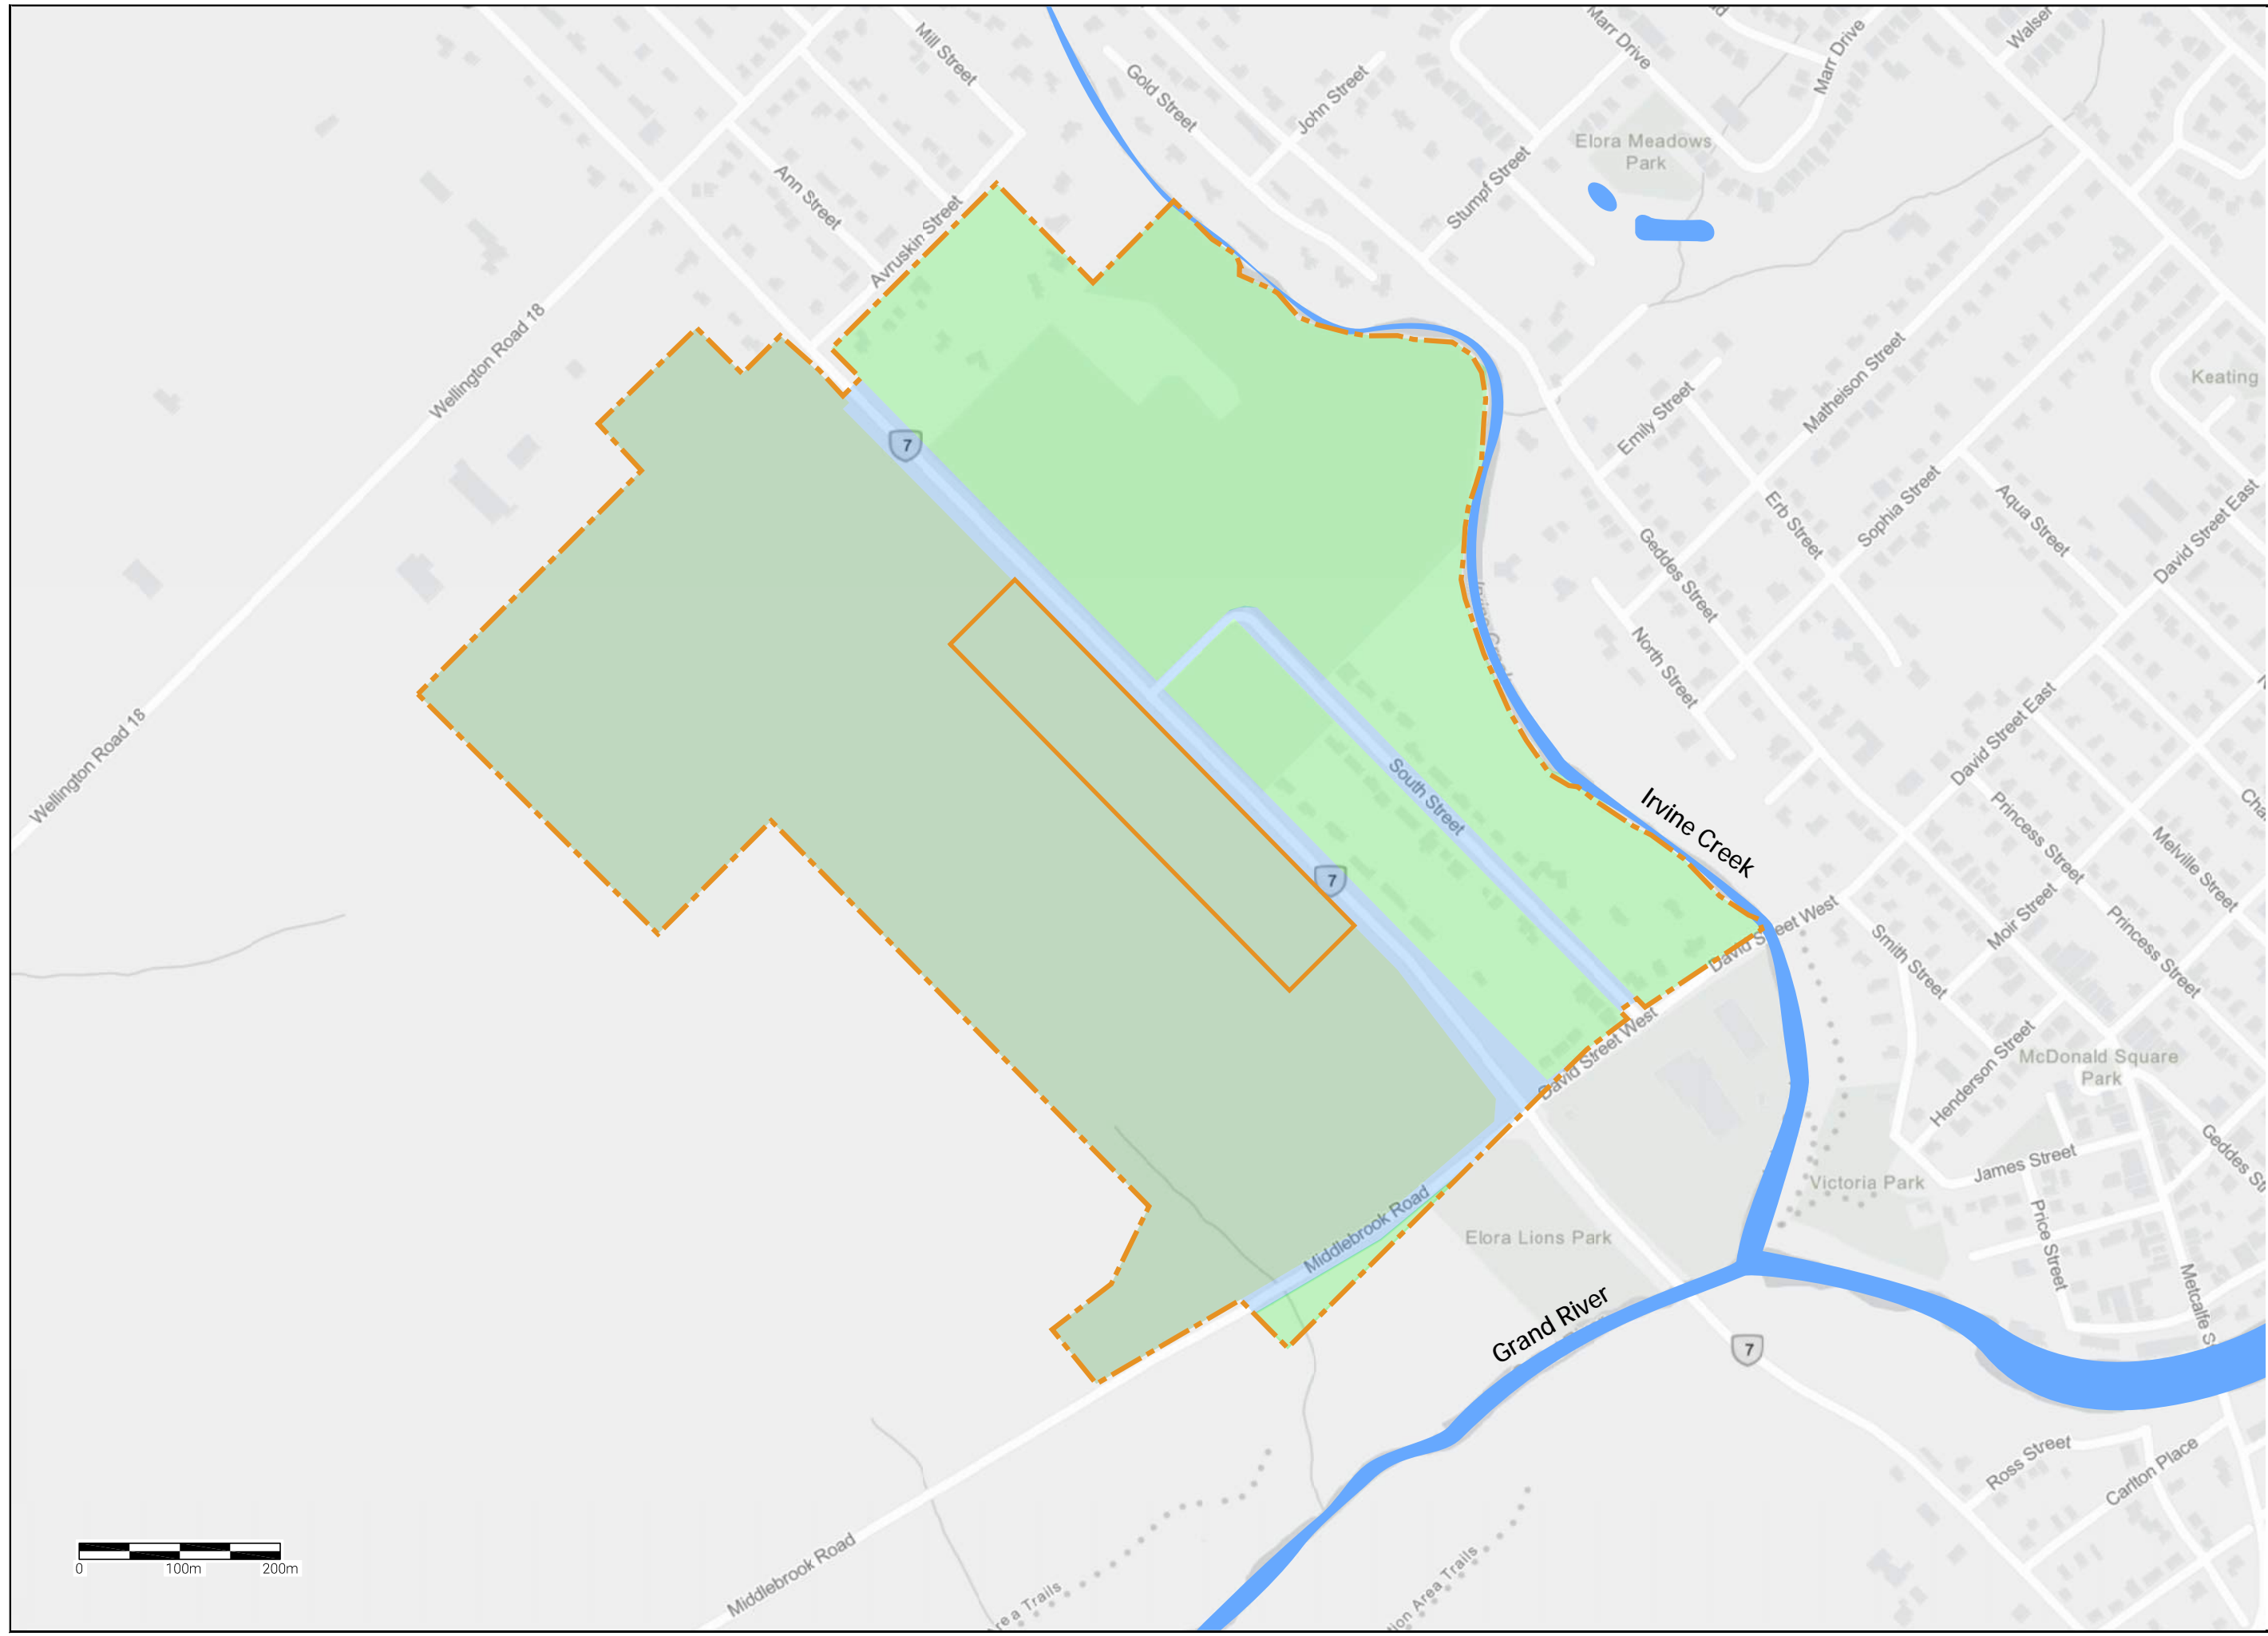 Mill Street
Gold Street
John Street
Marr Drive
Marr Drive
Walser
Elora Meadows
Park
Ann Street
Avruskin Street
Stumpf Street
Wellington Road 18
7
Emily Street
Matheison Street
Keating
Erb Street
Sophia Street
Aqua Street
David Street East
Geddes Street
North Street
Wellington Road 18
South Street
7
Irvine Creek
David Street East
Princess Street
Melville Street
David Street West
Smith Street
Moir Street
Princess Street
David Street West
Henderson Street
McDonald Square
Park
James Street
Victoria Park
Price Street
Geddes St
Middlebrook Road
Elora Lions Park
Grand River
Metcalfe S
7
Ross Street
Carlton Place
Middlebrook Road
rea Trails
tion Area Trails
0
100m
200m